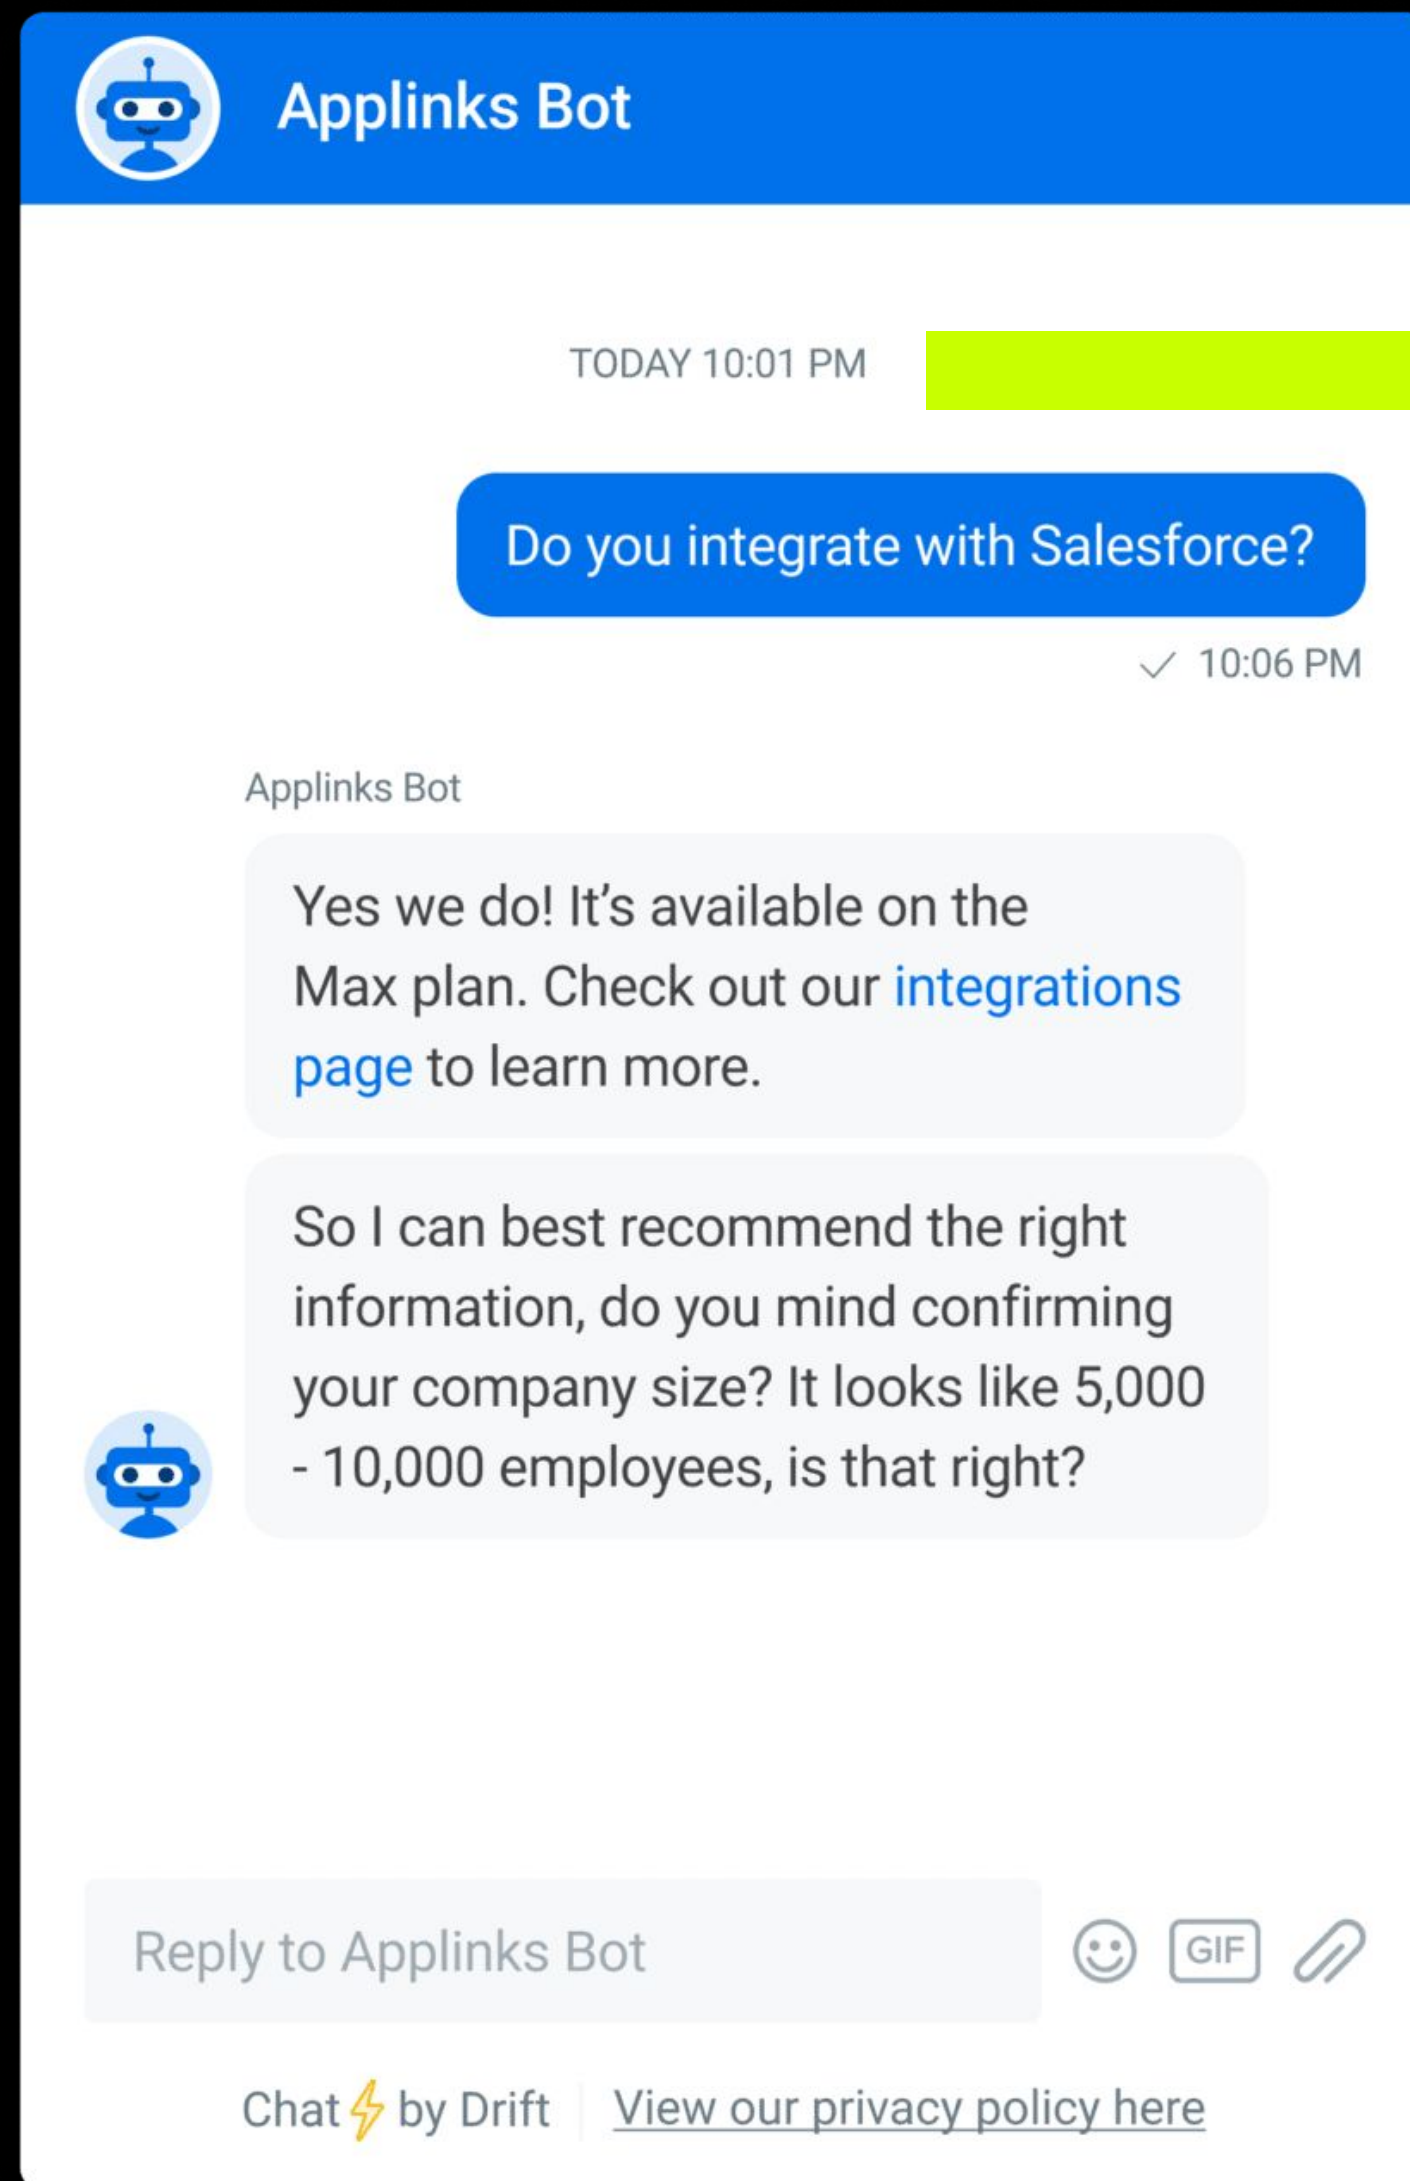 Applinks Bot
TODAY 10:01 PM
Do you integrate with Salesforce?
10:06 PM
Applinks Bot
Yes we do! It’s available on the
Max plan. Check out our integrations
page to learn more.
So I can best recommend the right
information, do you mind confirming
your company size? It looks like 5,000
- 10,000 employees, is that right?
Reply to Applinks Bot
GIF
Chat⚡by Drift
View our privacy policy here